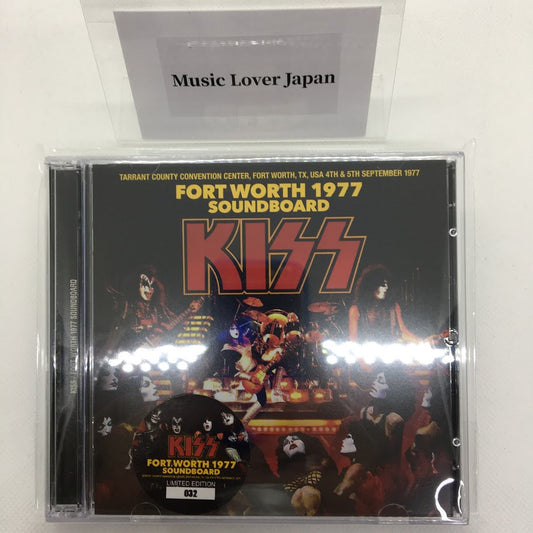 Music Lover Japan
TARRANT COUNTY CONVENTION CENTER, FORT WORTH, TX, USA 4TH & 5TH SEPTEMBER 1977
FORT WORTH 1977
SOUNDBOARD
KISS
KISS / FORT WORTH 1977 SOUNDBOARD
KISS
FORT WORTH 1977
SOUNDBOARD
LIMITED EDITION
032